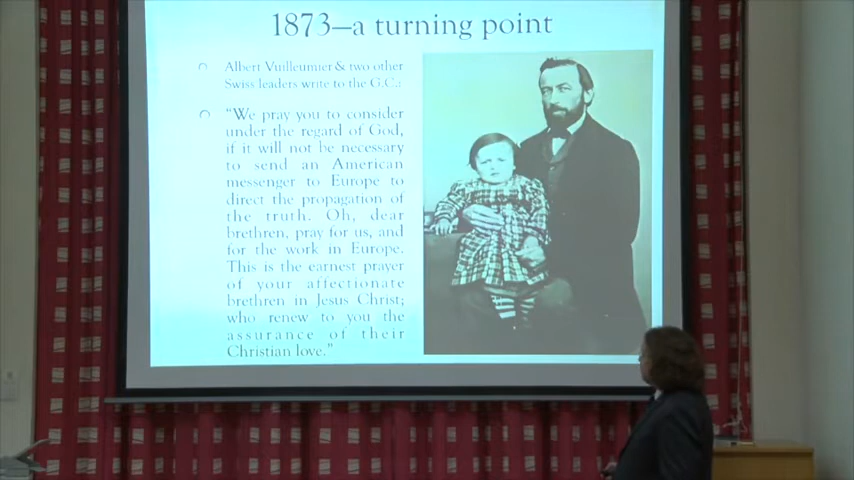 1873—a turning point
Albert Vuilleumier & two other
Swiss leaders write to the G.C.:
"We pray you to consider
under the regard of God,
if it will not be necessary
to send an American
messenger to Europe to
direct the propagation of
the truth. Oh, dear
brethren, pray for us, and
for the work in Europe.
This is the earnest prayer
of your affectionate
brethren in Jesus Christ;
who renew to you the
assurance of their
Christian love."